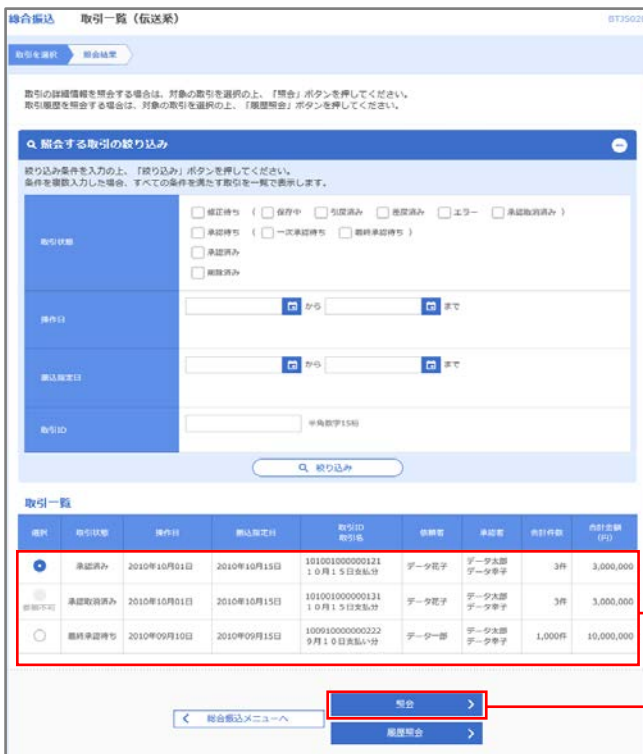 総合振込 取引一覧（伝送系） BTJS02
取引を選択 照会結果
取引の詳細情報を照会する場合は、対象の取引を選択の上、「照会」ボタンを押してください。
取引履歴を照会する場合は、対象の取引を選択の上、「履歴照会」ボタンを押してください。
照会する取引の絞り込み
絞り込み条件を入力の上、「絞り込み」ボタンを押してください。
条件を複数入力した場合、すべての条件を満たす取引を一覧で表示します。
取引状態
修正待ち （ 保存中 引戻済み 差戻済み エラー 承認取消済み ）
承認待ち （ 一次承認待ち 最終承認待ち ）
承認済み
削除済み
操作日 から まで
振込指定日 から まで
取引ID 半角数字15桁
絞り込み
取引一覧
選択 取引状態 操作日 振込指定日 取引ID 取引名 依頼者 承認者 合計件数 合計金額 (円)
承認済み 2010年10月01日 2010年10月15日 101001000000121 １０月１５日支払分 データ花子 データ太郎 データ幸子 3件 3,000,000
承認取消済み 2010年10月01日 2010年10月15日 101001000000131 １０月１５日支払分 データ花子 データ太郎 データ幸子 3件 3,000,000
最終承認待ち 2010年09月10日 2010年09月15日 100910000000222 ９月１０日支払い分 データ一郎 データ太郎 データ幸子 1,000件 10,000,000
総合振込メニューへ
照会
履歴照会